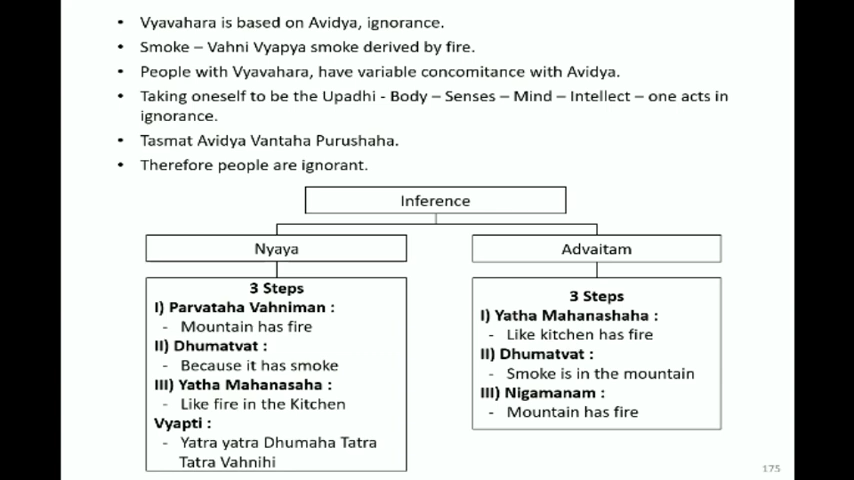 • Vyavahara is based on Avidya, ignorance.
• Smoke – Vahni Vyapya smoke derived by fire.
• People with Vyavahara, have variable concomitance with Avidya.
• Taking oneself to be the Upadhi - Body – Senses – Mind – Intellect – one acts in
ignorance.
• Tasmat Avidya Vantaha Purushaha.
• Therefore people are ignorant.
Inference
Nyaya
3 Steps
I) Parvataha Vahniman :
- Mountain has fire
II) Dhumatvat :
- Because it has smoke
III) Yatha Mahanasaha :
- Like fire in the Kitchen
Vyapti :
- Yatra yatra Dhumaha Tatra
Tatra Vahnihi
Advaitam
3 Steps
I) Yatha Mahanashaha :
- Like kitchen has fire
II) Dhumatvat :
- Smoke is in the mountain
III) Nigamanam :
- Mountain has fire
175